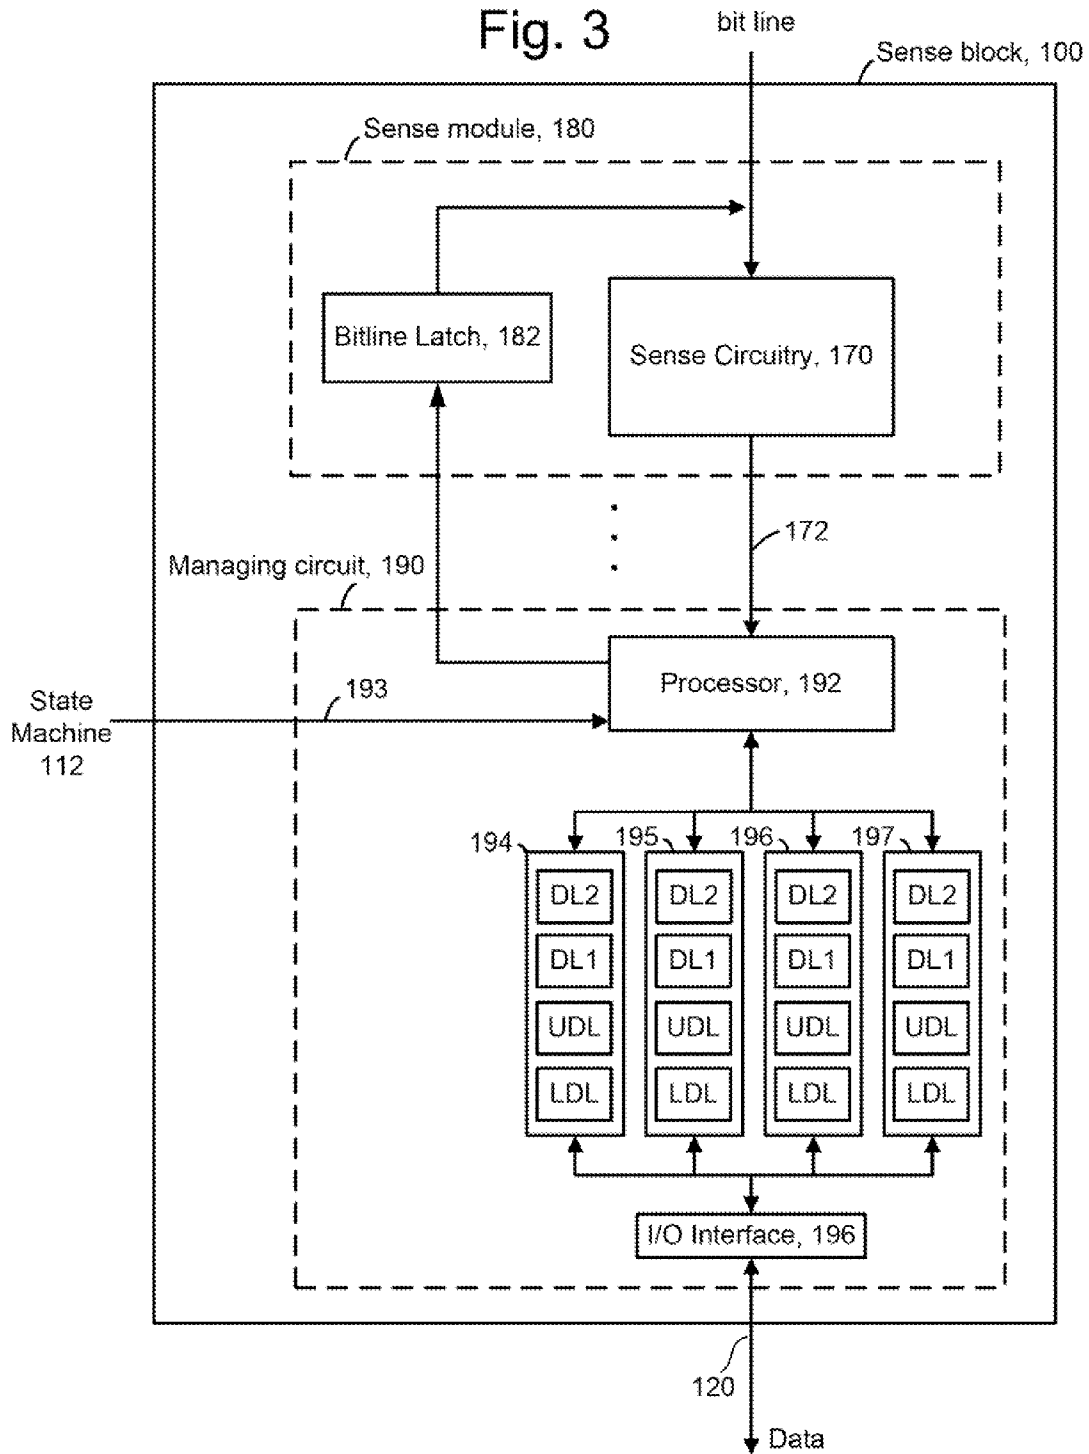 Fig. 3
bit line
Sense block, 100
Sense module, 180
Bitline Latch, 182
Sense Circuitry, 170
172
Managing circuit, 190
Processor, 192
193
State
Machine
112
194
195
196
197
DL2
DL2
DL2
DL2
DL1
DL1
DL1
DL1
UDL
UDL
UDL
UDL
LDL
LDL
LDL
LDL
I/O Interface, 196
120
Data